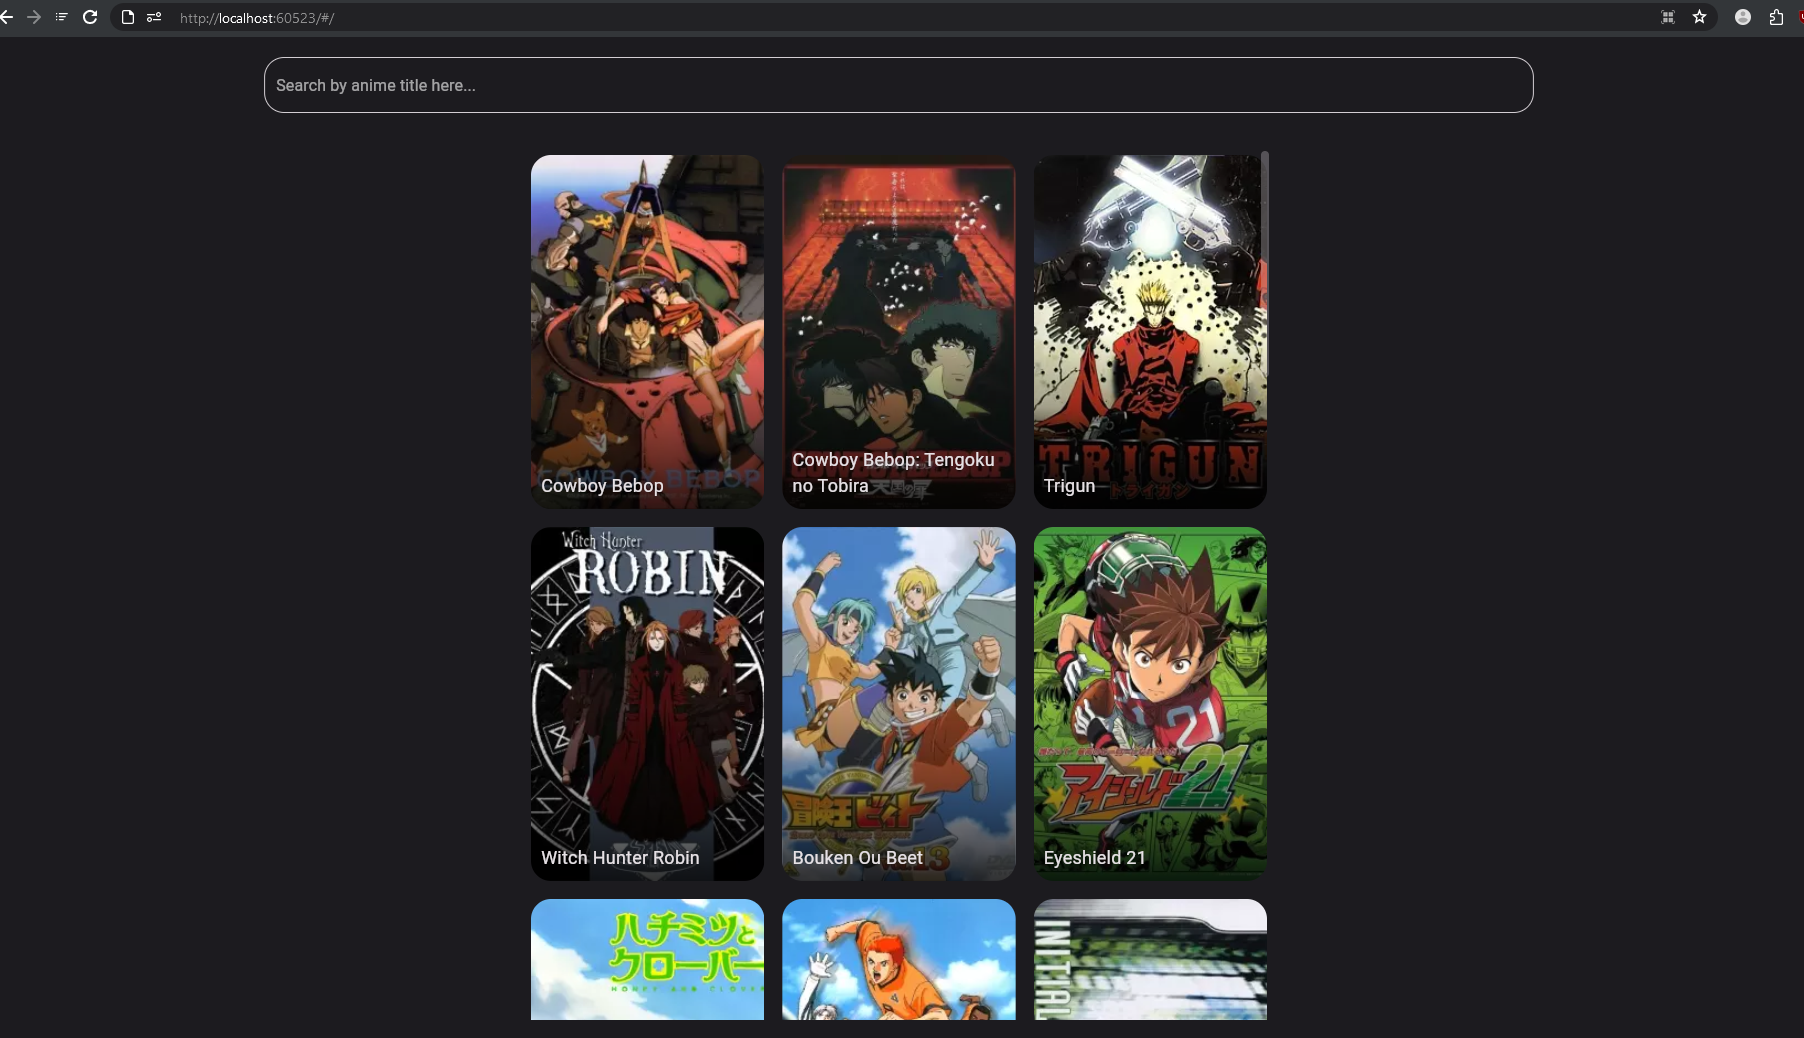 http://localhost:60523/#/
Search by anime title here...
COWBOY BEBOP
Cowboy Bebop
Cowboy Bebop: Tengoku
no Tobira
TRIGUN
トライガン
Trigun
Witch Hunter
ROBIN
Witch Hunter Robin
冒険王ビィト
13
Bouken Ou Beet
21
アイシールド21
Eyeshield 21
ハチミツと
クローバー
HONEY AND CLOVER
INITIAL